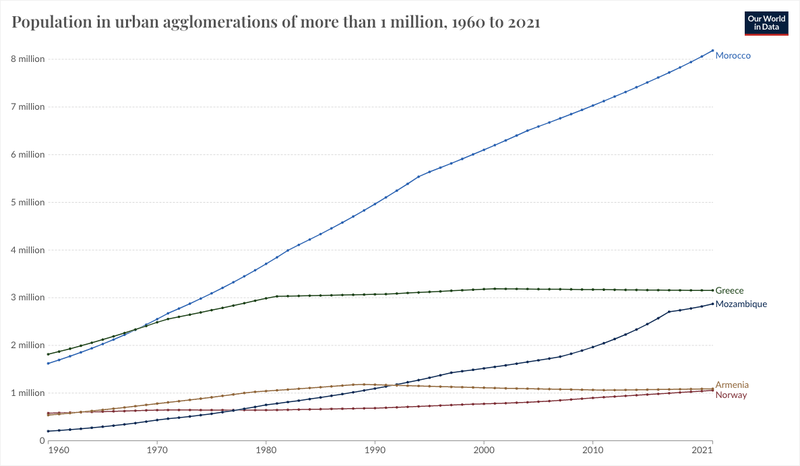 Population in urban agglomerations of more than 1 million, 1960 to 2021
Our World
in Data
8 million
7 million
6 million
5 million
4 million
3 million
2 million
1 million
0
Morocco
Greece
Mozambique
Armenia
Norway
1960
1970
1980
1990
2000
2010
2021